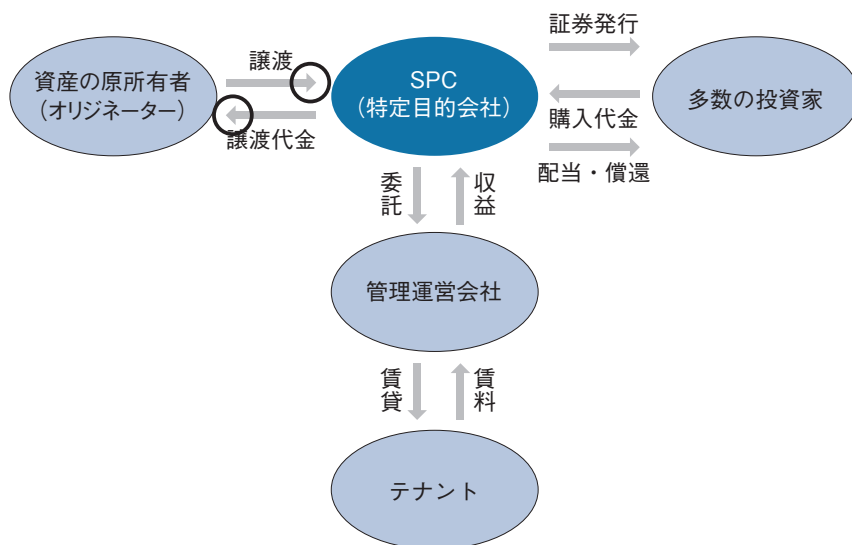 証券発行
譲渡
資産の原所有者
（オリジネーター）
SPC
（特定目的会社）
多数の投資家
購入代金
譲渡代金
配当・償還
委託
収益
管理運営会社
賃貸
賃料
テナント